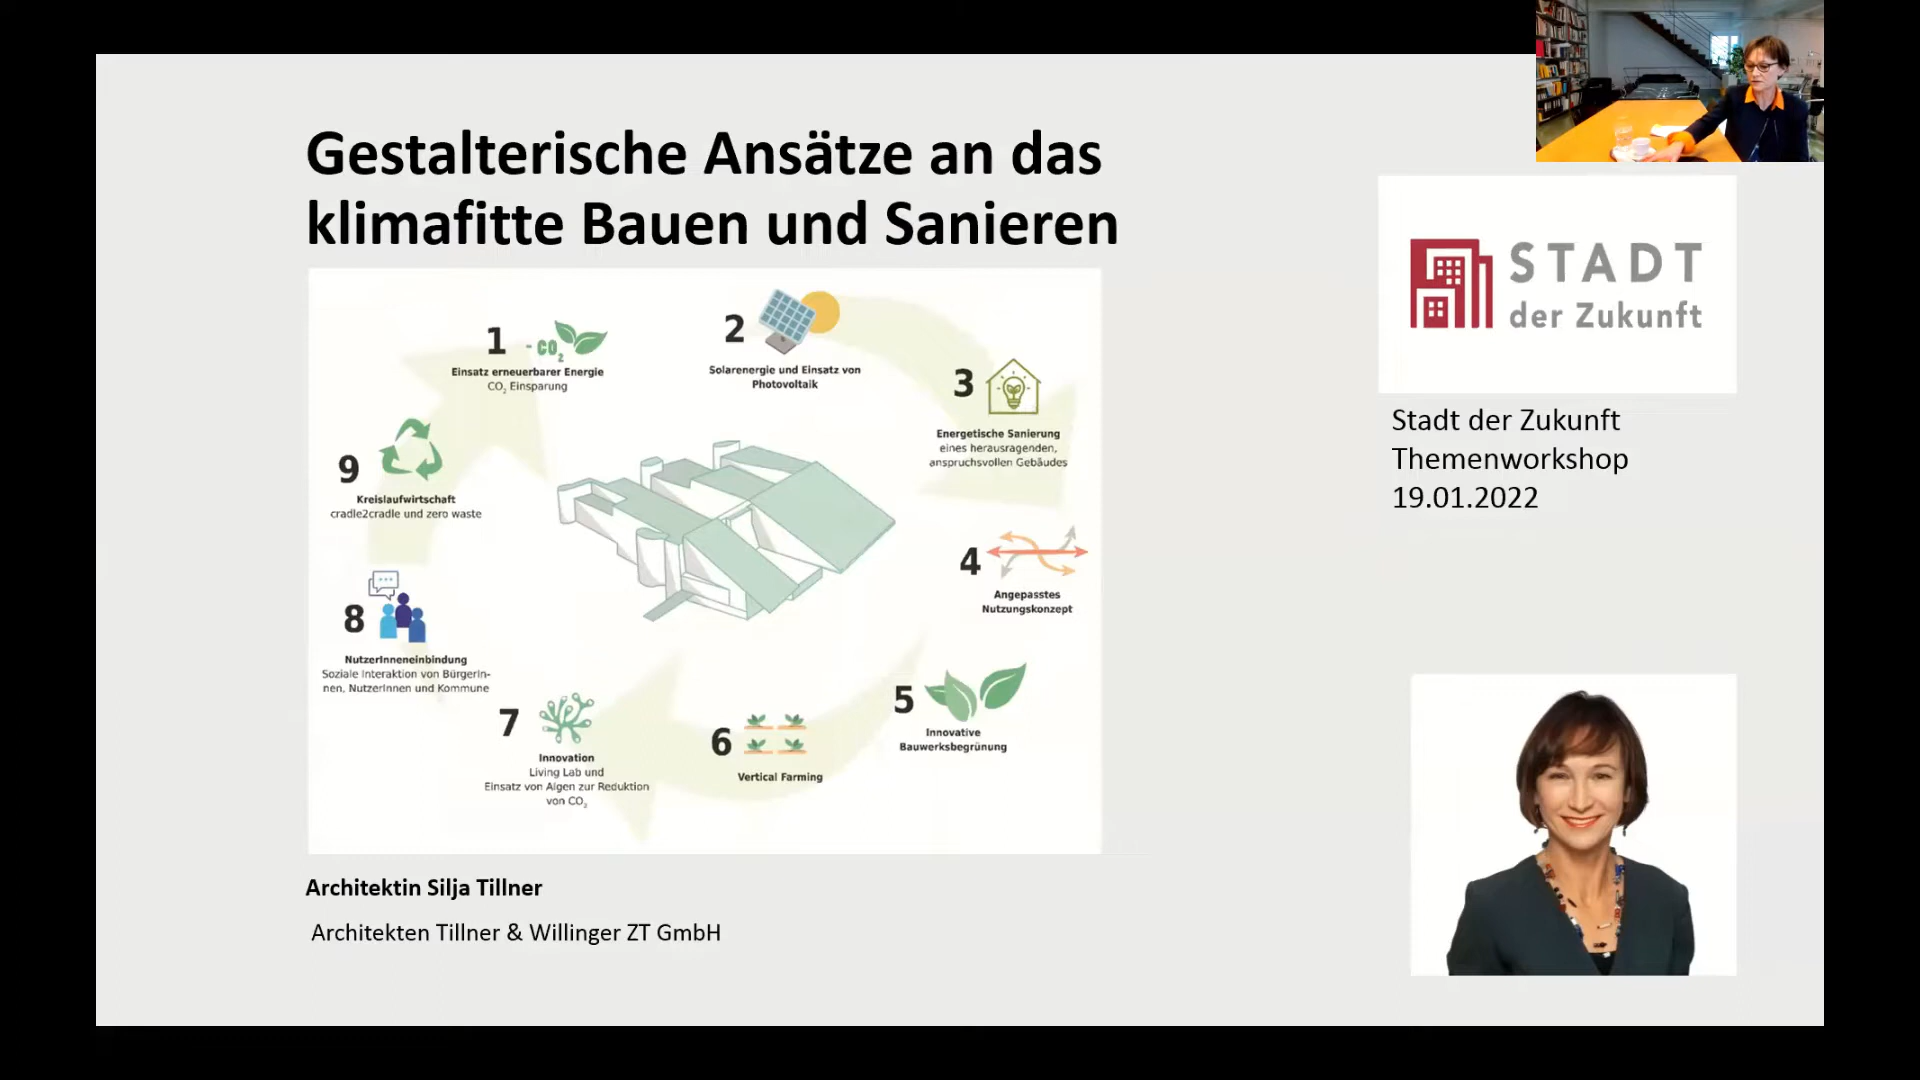 Gestalterische Ansätze an das
klimafitte Bauen und Sanieren
1
- CO2
Einsatz erneuerbarer Energie
CO2 Einsparung
2
Solarenergie und Einsatz von
Photovoltaik
3
Energetische Sanierung
eines herausragenden,
anspruchsvollen Gebäudes
4
Angepasstes
Nutzungskonzept
5
Innovative
Bauwerksbegrünung
6
Vertical Farming
7
Innovation
Living Lab und
Einsatz von Algen zur Reduktion
von CO2
8
NutzerInneneinbindung
Soziale Interaktion von BürgerIn-
nen, NutzerInnen und Kommune
9
Kreislaufwirtschaft
cradle2cradle und zero waste
Architektin Silja Tillner
Architekten Tillner & Willinger ZT GmbH
STADT
der Zukunft
Stadt der Zukunft
Themenworkshop
19.01.2022